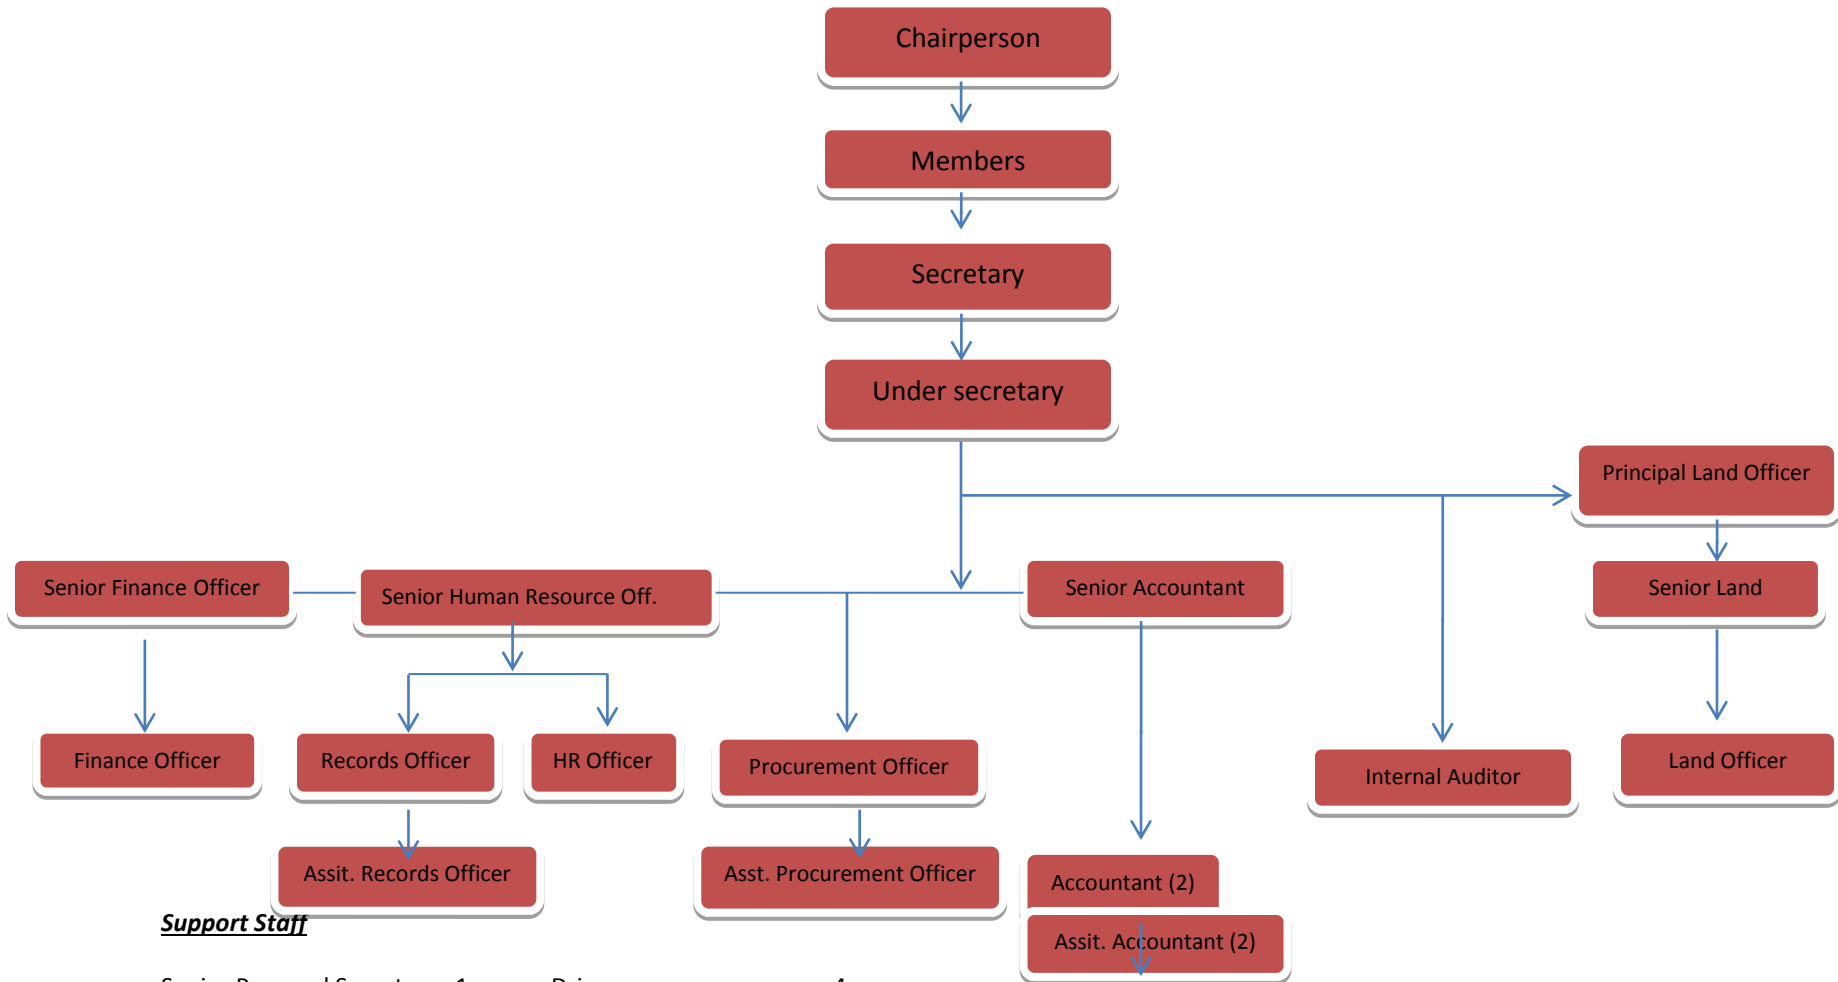 Chairperson
Members
Secretary
Under secretary
Principal Land Officer
Senior Finance Officer
Senior Human Resource Off.
Senior Accountant
Senior Land
Finance Officer
Records Officer
HR Officer
Procurement Officer
Internal Auditor
Land Officer
Assit. Records Officer
Asst. Procurement Officer
Accountant (2)
Support Staff
Assit. Accountant (2)